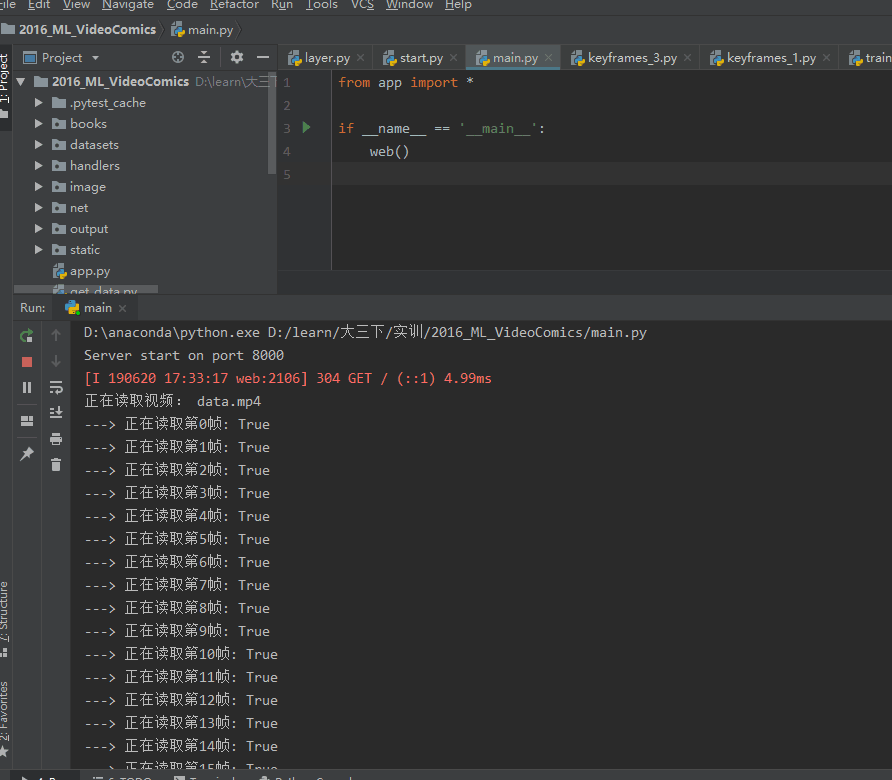 File Edit View Navigate Code Refactor Run Tools VCS Window Help
2016_ML_VideoComics main.py
1: Project
Project
layer.py
start.py
main.py
keyframes_3.py
keyframes_1.py
train
2016_ML_VideoComics D:\learn\大三下
.pytest_cache
books
datasets
handlers
image
net
output
static
app.py
get_data.py
1 from app import *
2
3 if __name__ == '__main__':
4 web()
5
Run: main
D:\anaconda\python.exe D:/learn/大三下/实训/2016_ML_VideoComics/main.py
Server start on port 8000
[I 190620 17:33:17 web:2106] 304 GET / (::1) 4.99ms
正在读取视频: data.mp4
---> 正在读取第0帧: True
---> 正在读取第1帧: True
---> 正在读取第2帧: True
---> 正在读取第3帧: True
---> 正在读取第4帧: True
---> 正在读取第5帧: True
---> 正在读取第6帧: True
---> 正在读取第7帧: True
---> 正在读取第8帧: True
---> 正在读取第9帧: True
---> 正在读取第10帧: True
---> 正在读取第11帧: True
---> 正在读取第12帧: True
---> 正在读取第13帧: True
---> 正在读取第14帧: True
---> 正在读取第15帧: True
7: Structure
2: Favorites